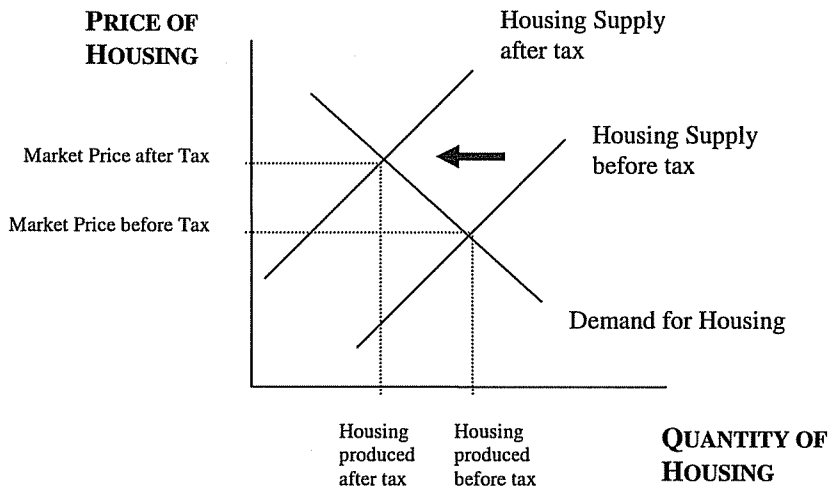 PRICE OF
HOUSING
Housing Supply
after tax
Housing Supply
before tax
Market Price after Tax
Market Price before Tax
Demand for Housing
Housing
produced
after tax
Housing
produced
before tax
QUANTITY OF
HOUSING